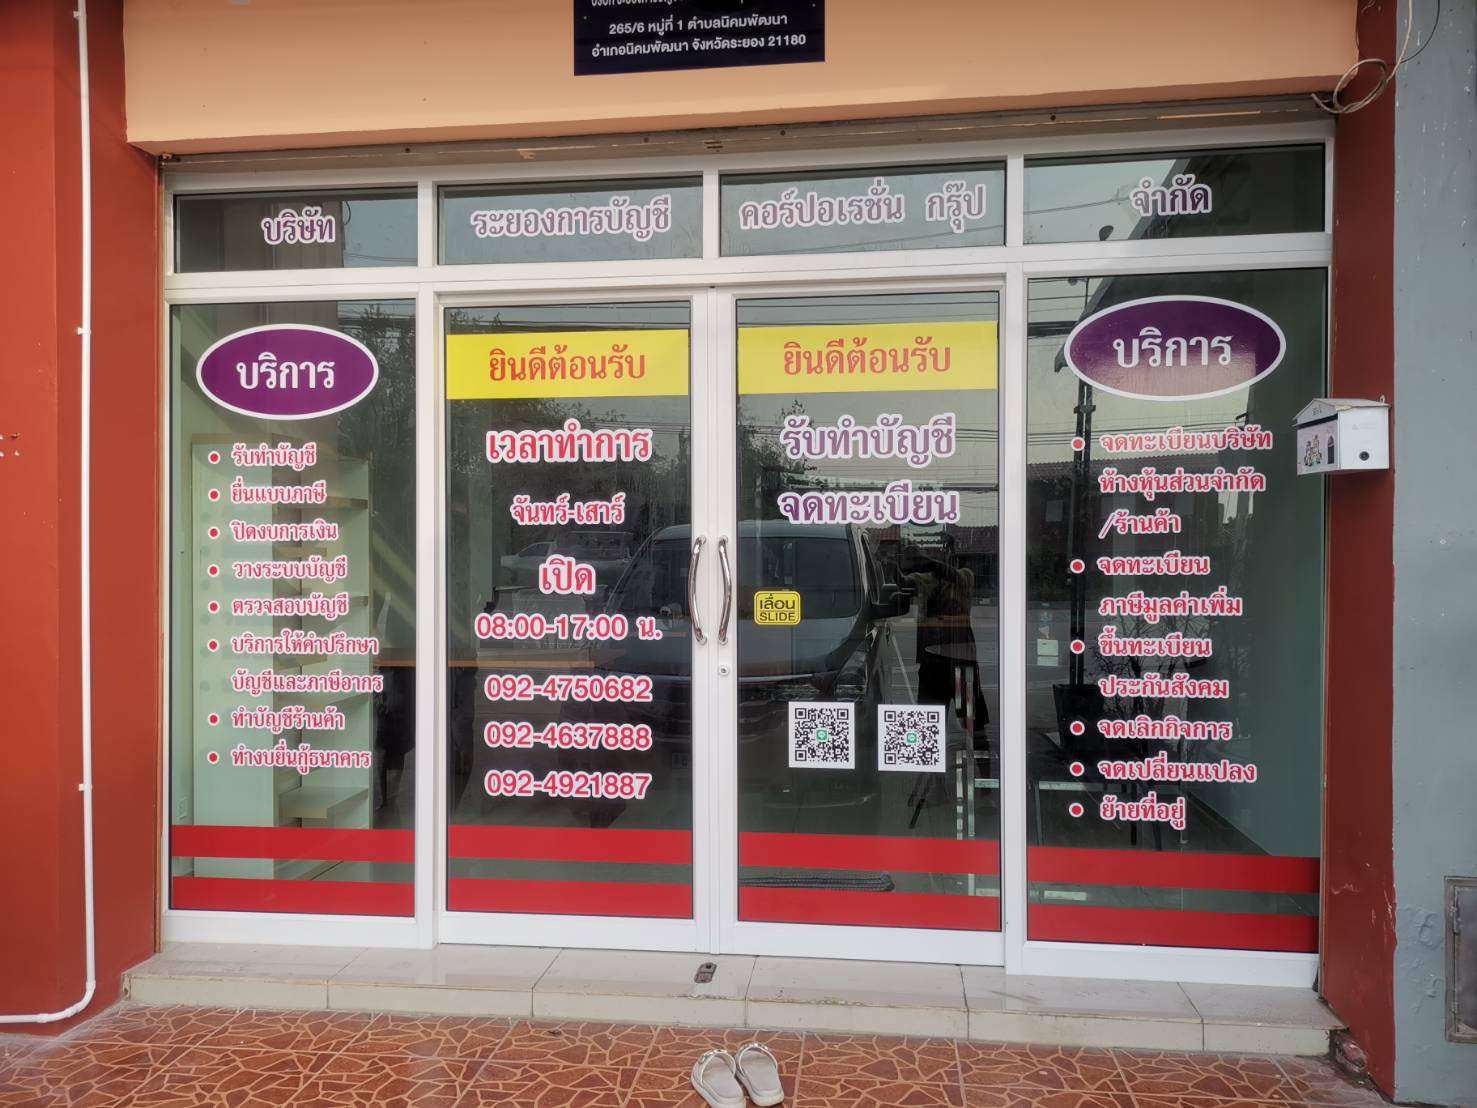 265/6 หมู่ที่ 1 ตำบลนิคมพัฒนา
อำเภอนิคมพัฒนา จังหวัดระยอง 21180
บริษัท ระยองการบัญชี คอร์ปอเรชั่น กรุ๊ป จำกัด
บริการ
• รับทำบัญชี
• ยื่นแบบภาษี
• ปิดงบการเงิน
• วางระบบบัญชี
• ตรวจสอบบัญชี
• บริการให้คำปรึกษา
บัญชีและภาษีอากร
• ทำบัญชีร้านค้า
• ทำงบยื่นกู้ธนาคาร
ยินดีต้อนรับ
เวลาทำการ
จันทร์-เสาร์
เปิด
08:00-17:00 น.
092-4750682
092-4637888
092-4921887
ยินดีต้อนรับ
รับทำบัญชี
จดทะเบียน
เลื่อน
SLIDE
บริการ
• จดทะเบียนบริษัท
ห้างหุ้นส่วนจำกัด
/ร้านค้า
• จดทะเบียน
ภาษีมูลค่าเพิ่ม
• ขึ้นทะเบียน
ประกันสังคม
• จดเลิกกิจการ
• จดเปลี่ยนแปลง
• ย้ายที่อยู่